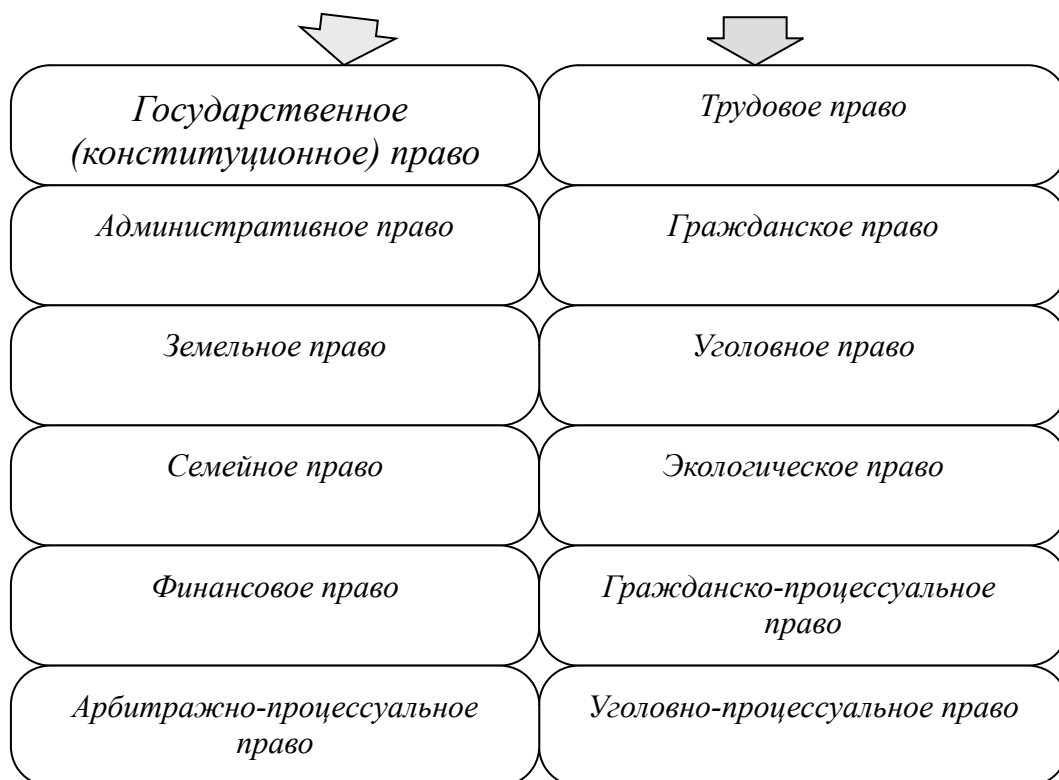 Государственное
(конституционное) право
Трудовое право
Административное право
Гражданское право
Земельное право
Уголовное право
Семейное право
Экологическое право
Финансовое право
Гражданско-процессуальное
право
Арбитражно-процессуальное
право
Уголовно-процессуальное право